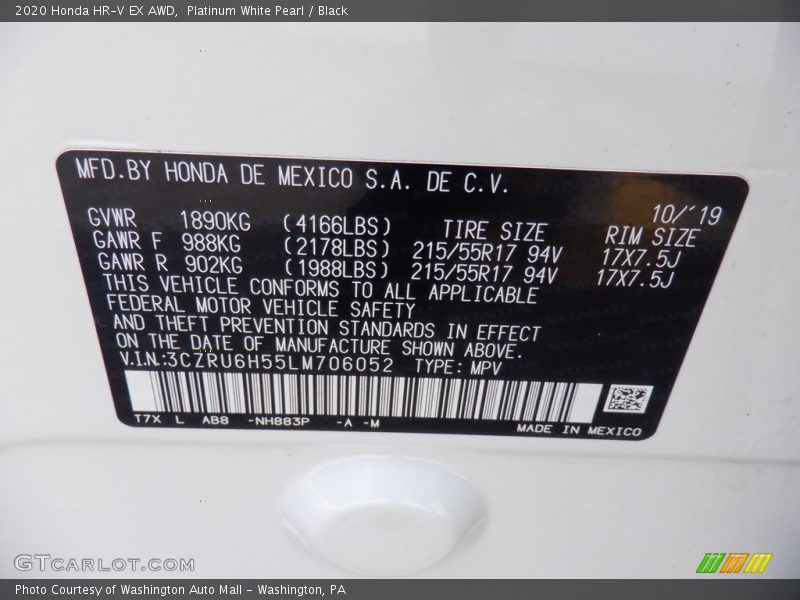 2020 Honda HR-V EX AWD,  Platinum White Pearl / Black
MFD.BY HONDA DE MEXICO S.A. DE C.V.
10/'19
GVWR 1890KG (4166LBS) TIRE SIZE RIM SIZE
GAWR F 988KG (2178LBS) 215/55R17 94V 17X7.5J
GAWR R 902KG (1988LBS) 215/55R17 94V 17X7.5J
THIS VEHICLE CONFORMS TO ALL APPLICABLE
FEDERAL MOTOR VEHICLE SAFETY
AND THEFT PREVENTION STANDARDS IN EFFECT
ON THE DATE OF MANUFACTURE SHOWN ABOVE.
V.I.N.:3CZRU6H55LM706052 TYPE: MPV
T7X L AB8 -NH883P -A -M
MADE IN MEXICO
GTCARLOT.COM
Photo Courtesy of Washington Auto Mall - Washington, PA